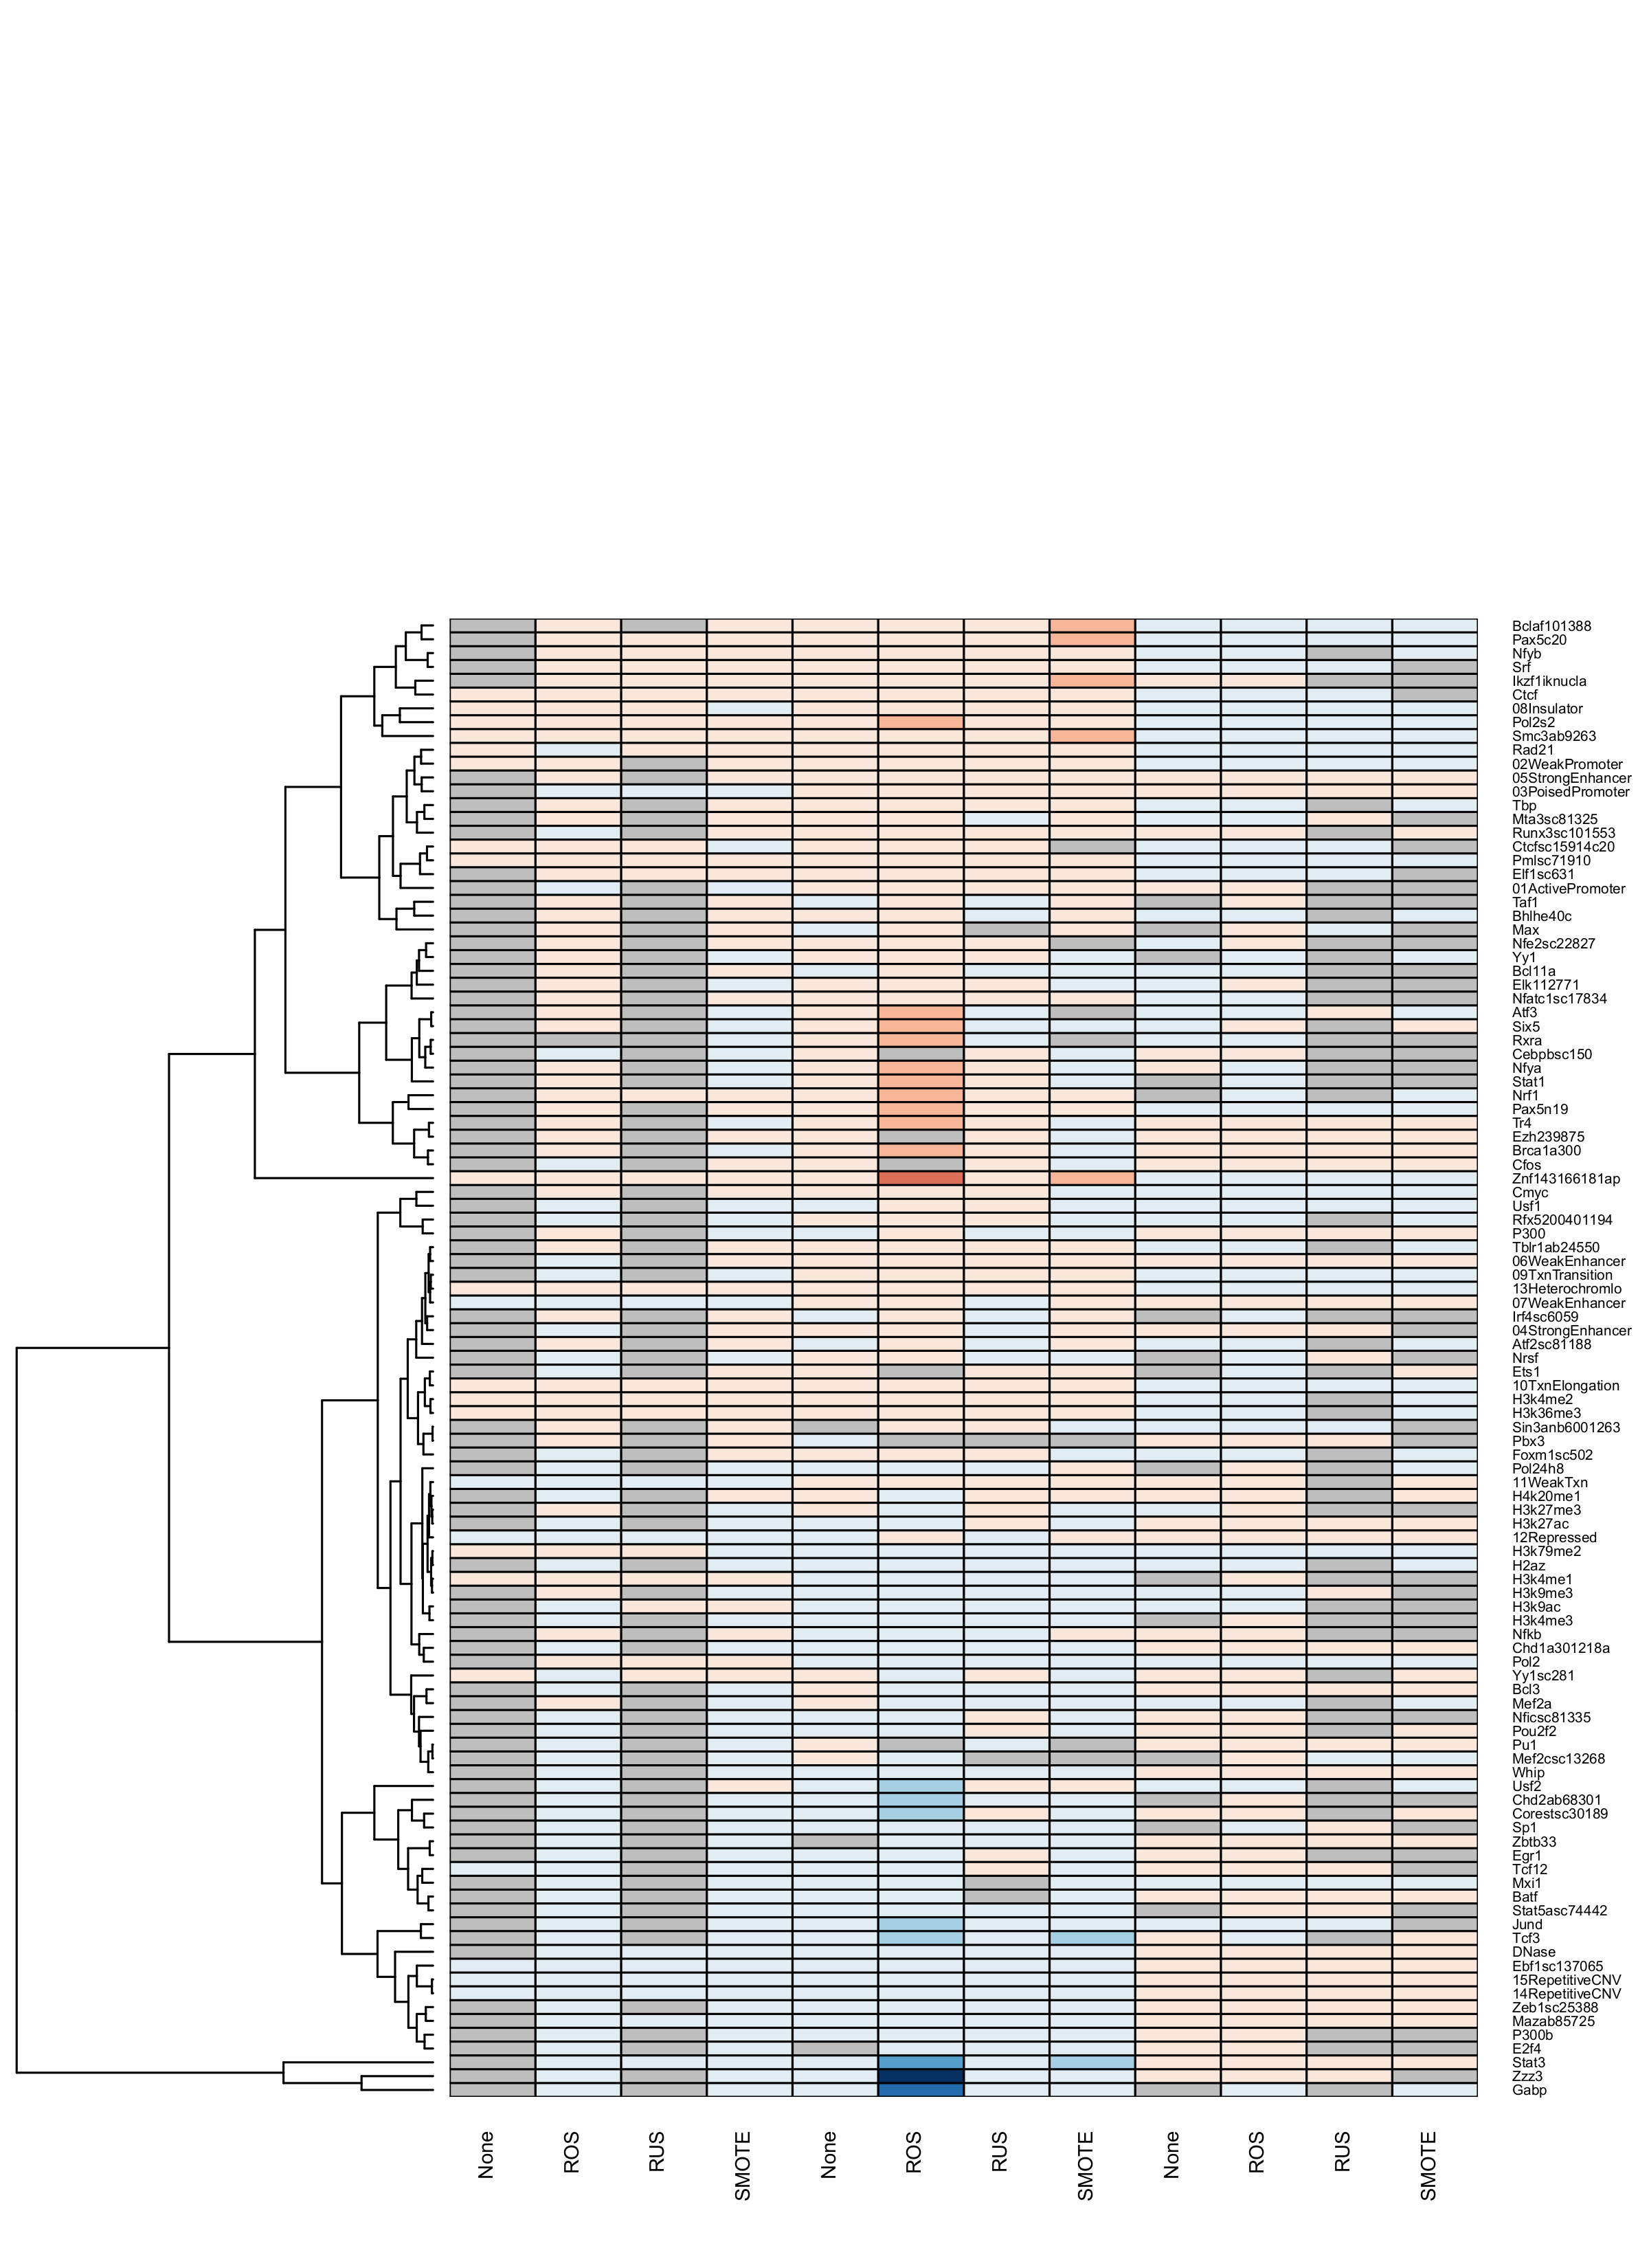 Bclaf101388
Pax5c20
Nfyb
Srf
Ikzf1iknucla
Ctcf
08Insulator
Pol2s2
Smc3ab9263
Rad21
02WeakPromoter
05StrongEnhancer
03PoisedPromoter
Tbp
Mta3sc81325
Runx3sc101553
Ctcfsc15914c20
Pmlsc71910
Elf1sc631
01ActivePromoter
Taf1
Bhlhe40c
Max
Nfe2sc22827
Yy1
Bcl11a
Elk112771
Nfatc1sc17834
Atf3
Six5
Rxra
Cebpbsc150
Nfya
Stat1
Nrf1
Pax5n19
Tr4
Ezh239875
Brca1a300
Cfos
Znf143166181ap
Cmyc
Usf1
Rfx5200401194
P300
Tblr1ab24550
06WeakEnhancer
09TxnTransition
13Heterochromlo
07WeakEnhancer
Irf4sc6059
04StrongEnhancer
Atf2sc81188
Nrsf
Ets1
10TxnElongation
H3k4me2
H3k36me3
Sin3anb6001263
Pbx3
Foxm1sc502
Pol24h8
11WeakTxn
H4k20me1
H3k27me3
H3k27ac
12Repressed
H3k79me2
H2az
H3k4me1
H3k9me3
H3k9ac
H3k4me3
Nfkb
Chd1a301218a
Pol2
Yy1sc281
Bcl3
Mef2a
Nficsc81335
Pou2f2
Pu1
Mef2csc13268
Whip
Usf2
Chd2ab68301
Corestsc30189
Sp1
Zbtb33
Egr1
Tcf12
Mxi1
Batf
Stat5asc74442
Jund
Tcf3
DNase
Ebf1sc137065
15RepetitiveCNV
14RepetitiveCNV
Zeb1sc25388
Mazab85725
P300b
E2f4
Stat3
Zzz3
Gabp
None ROS RUS SMOTE None ROS RUS SMOTE None ROS RUS SMOTE